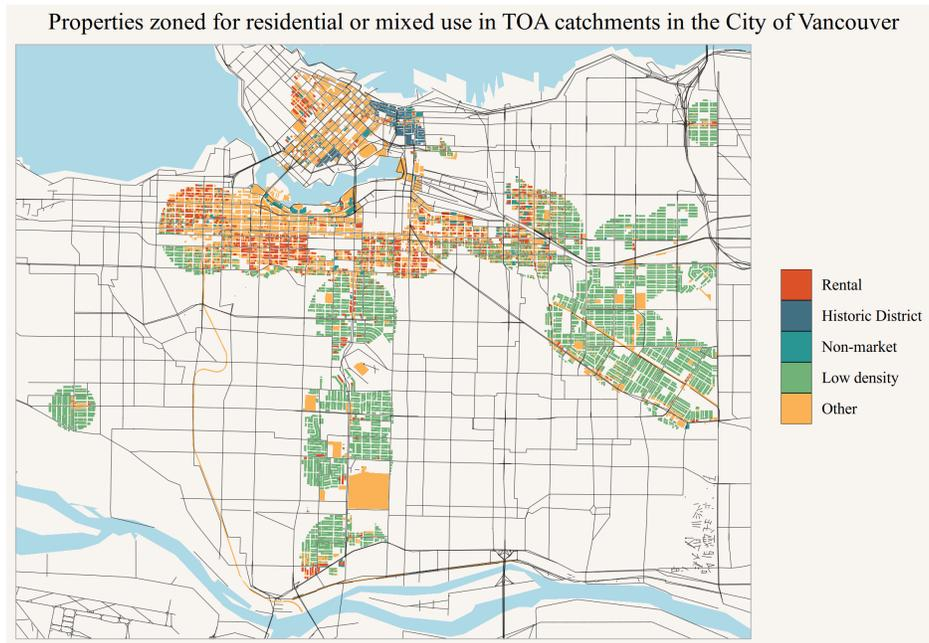 Properties zoned for residential or mixed use in TOA catchments in the City of Vancouver
Rental
Historic District
Non-market
Low density
Other